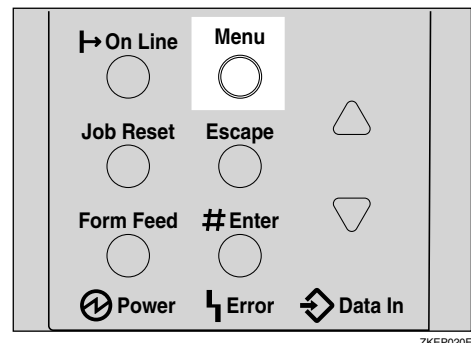 On Line Menu
Job Reset Escape
Form Feed # Enter
Power Error Data In
ZKEP020E